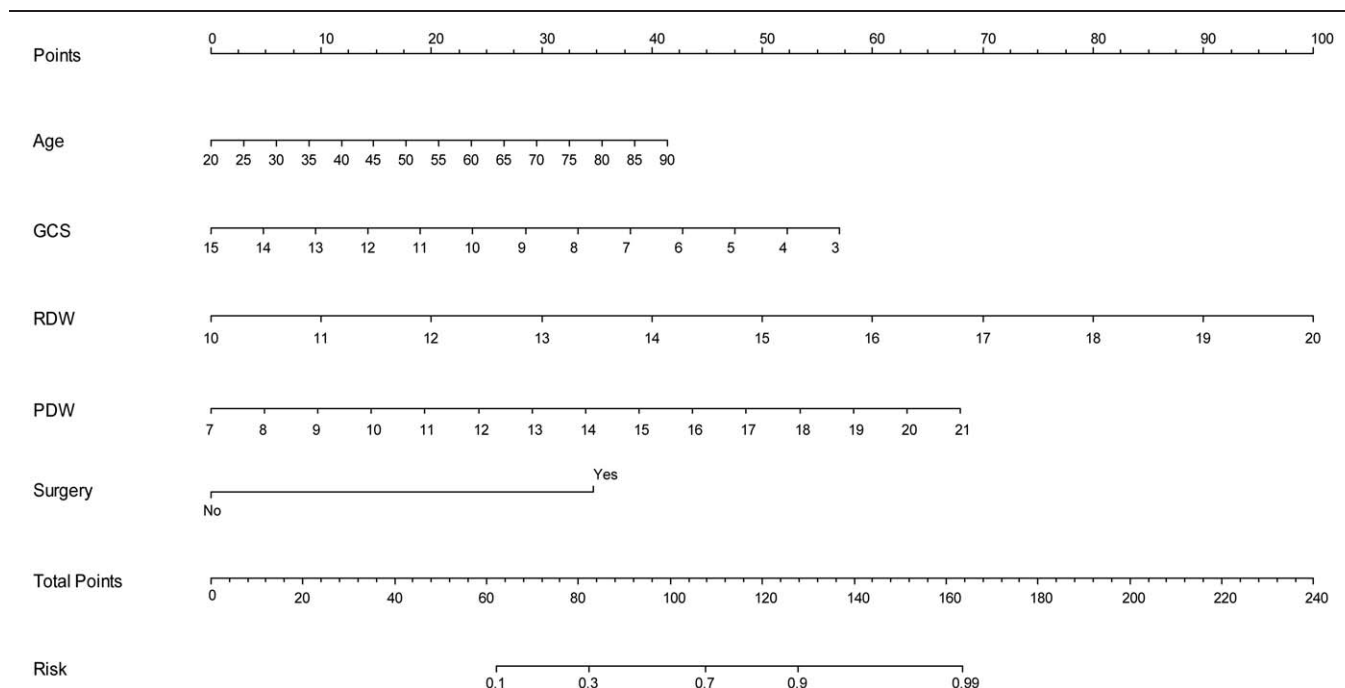 Points 0 10 20 30 40 50 60 70 80 90 100
Age
20 25 30 35 40 45 50 55 60 65 70 75 80 85 90
GCS
15 14 13 12 11 10 9 8 7 6 5 4 3
RDW
10 11 12 13 14 15 16 17 18 19 20
PDW
7 8 9 10 11 12 13 14 15 16 17 18 19 20 21
Yes
Surgery
No
Total Points
0 20 40 60 80 100 120 140 160 180 200 220 240
Risk
0.1 0.3 0.7 0.9 0.99